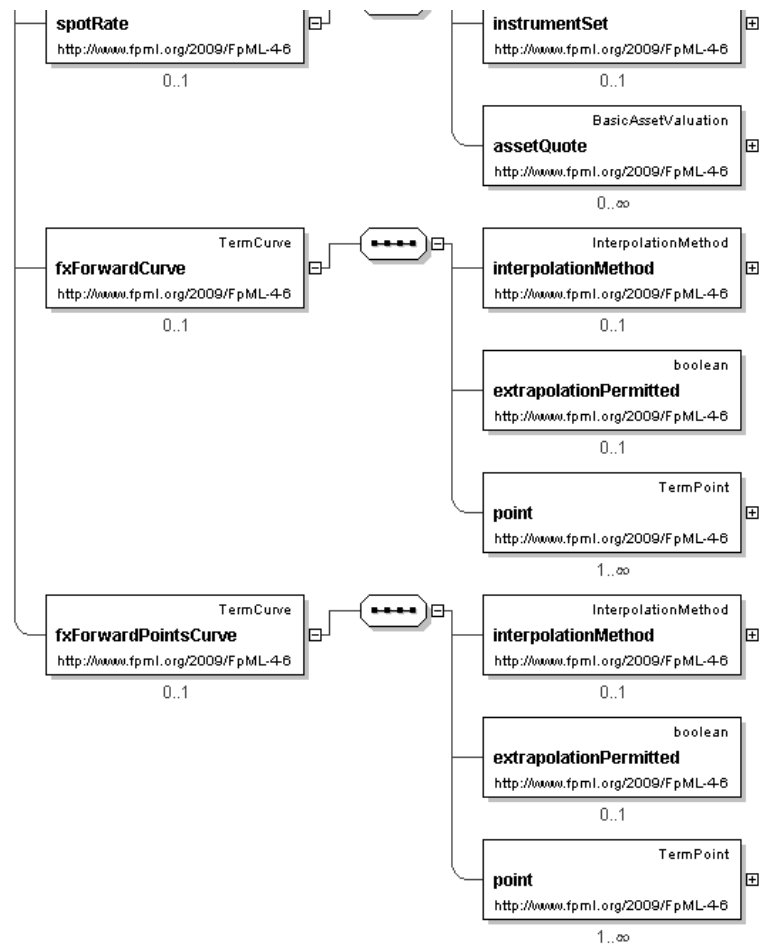 spotRate
http://www.fpml.org/2009/FpML-4-6
0..1
instrumentSet
http://www.fpml.org/2009/FpML-4-6
0..1
BasicAssetValuation
assetQuote
http://www.fpml.org/2009/FpML-4-6
0..∞
TermCurve
fxForwardCurve
http://www.fpml.org/2009/FpML-4-6
0..1
InterpolationMethod
interpolationMethod
http://www.fpml.org/2009/FpML-4-6
0..1
boolean
extrapolationPermitted
http://www.fpml.org/2009/FpML-4-6
0..1
TermPoint
point
http://www.fpml.org/2009/FpML-4-6
1..∞
TermCurve
fxForwardPointsCurve
http://www.fpml.org/2009/FpML-4-6
0..1
InterpolationMethod
interpolationMethod
http://www.fpml.org/2009/FpML-4-6
0..1
boolean
extrapolationPermitted
http://www.fpml.org/2009/FpML-4-6
0..1
TermPoint
point
http://www.fpml.org/2009/FpML-4-6
1..∞